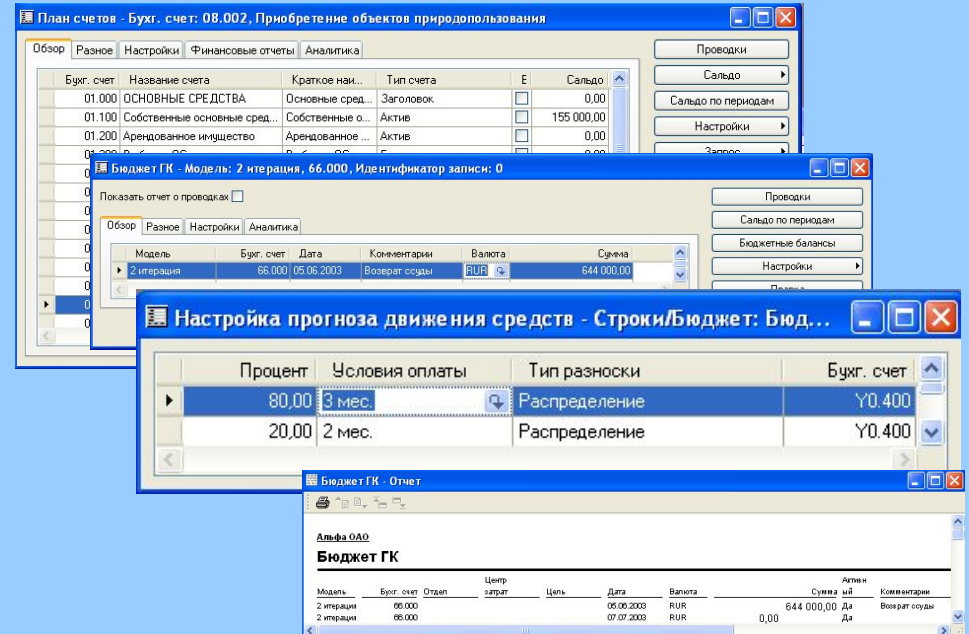 План счетов - Бухг. счет: 08.002, Приобретение объектов природопользования
Обзор Разное Настройки Финансовые отчеты Аналитика
Проводки
Сальдо
Сальдо по периодам
Настройки
Запрос
Бухг. счет Название счета Краткое наи... Тип счета Е Сальдо
01.000 ОСНОВНЫЕ СРЕДСТВА Основные сред... Заголовок 0,00
01.100 Собственные основные сред... Собственные о... Актив 155 000,00
01.200 Арендованное имущество Арендованное ... Актив 0,00
Бюджет ГК - Модель: 2 итерация, 66.000, Идентификатор записи: 0
Показать отчет о проводках
Обзор Разное Настройки Аналитика
Проводки
Сальдо по периодам
Бюджетные балансы
Настройки
Модель Бухг. счет Дата Комментарии Валюта Сумма
2 итерация 66.000 05.06.2003 Возврат ссуды RUR 644 000,00
Настройка прогноза движения средств - Строки/Бюджет: Бюд...
Процент Условия оплаты Тип разноски Бухг. счет
80,00 3 мес. Распределение Y0.400
20,00 2 мес. Распределение Y0.400
Бюджет ГК - Отчет
Альфа ОАО
Бюджет ГК
Модель Бухг. счет Отдел Центр затрат Цель Дата Валюта Сумма Активный Комментарии
2 итерация 66.000 05.06.2003 RUR 644 000,00 Да Возврат ссуды
2 итерация 66.000 07.07.2003 RUR 0,00 Да